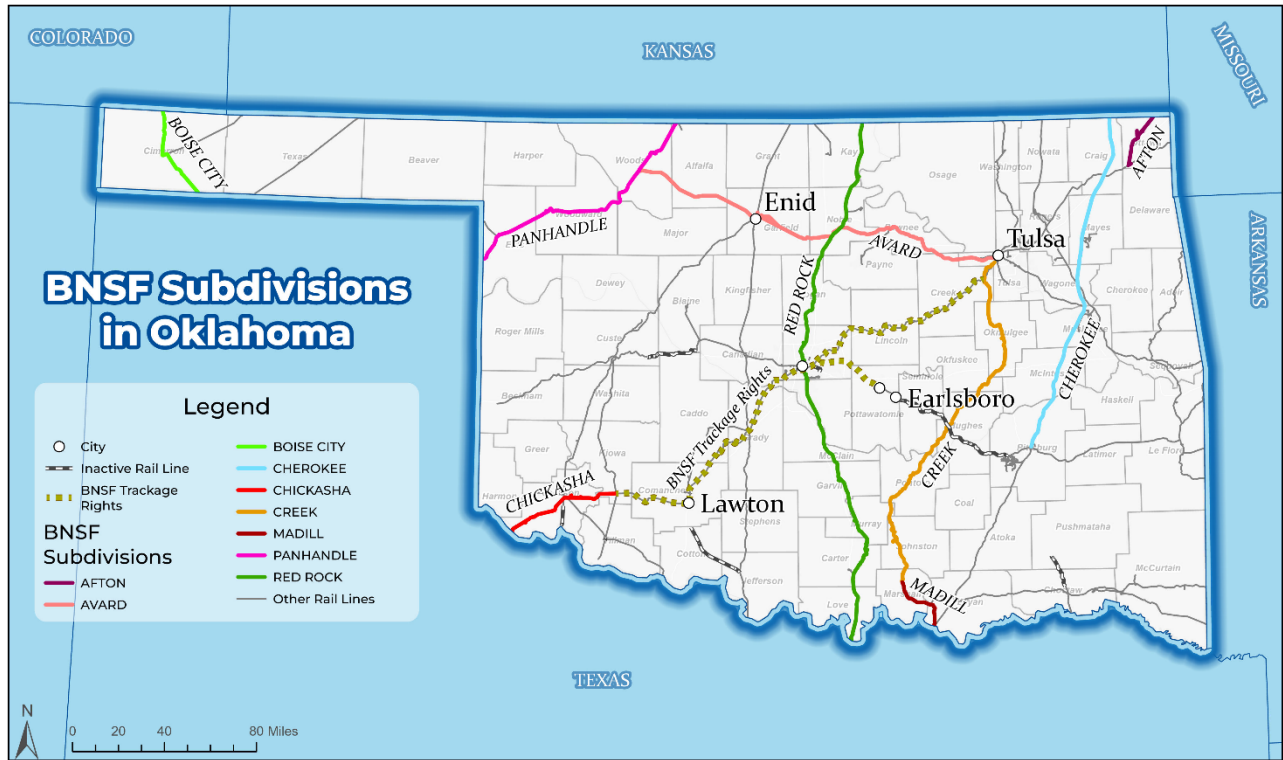 COLORADO
KANSAS
MISSOURI
ARKANSAS
TEXAS
BNSF Subdivisions
in Oklahoma
Legend
City
Inactive Rail Line
BNSF Trackage
Rights
BNSF
Subdivisions
AFTON
AVARD
BOISE CITY
CHEROKEE
CHICKASHA
CREEK
MADILL
PANHANDLE
RED ROCK
Other Rail Lines
BOISE CITY
PANHANDLE
AVARD
RED ROCK
AFTON
CHEROKEE
CREEK
MADILL
CHICKASHA
BNSF Trackage Rights
Enid
Tulsa
Earlsboro
Lawton
Cimarron
Texas
Beaver
Harper
Woods
Alfalfa
Grant
Kay
Osage
Washington
Nowata
Craig
Delaware
Mayes
Rogers
Woodward
Major
Garfield
Noble
Pawnee
Payne
Creek
Tulsa
Wagoner
Cherokee
Adair
Dewey
Blaine
Kingfisher
Logan
Lincoln
Okmulgee
Okfuskee
McIntosh
Sequoyah
Haskell
Roger Mills
Custer
Canadian
Beckham
Washita
Caddo
Grady
McClain
Pottawatomie
Seminole
Hughes
Pittsburg
Latimer
Le Flore
Greer
Kiowa
Harmon
Comanche
Stephens
Garvin
Pontotoc
Coal
Atoka
Pushmataha
McCurtain
Tillman
Cotton
Jefferson
Carter
Murray
Johnston
Love
Marshall
Bryan
Choctaw
N
0 20 40 80 Miles